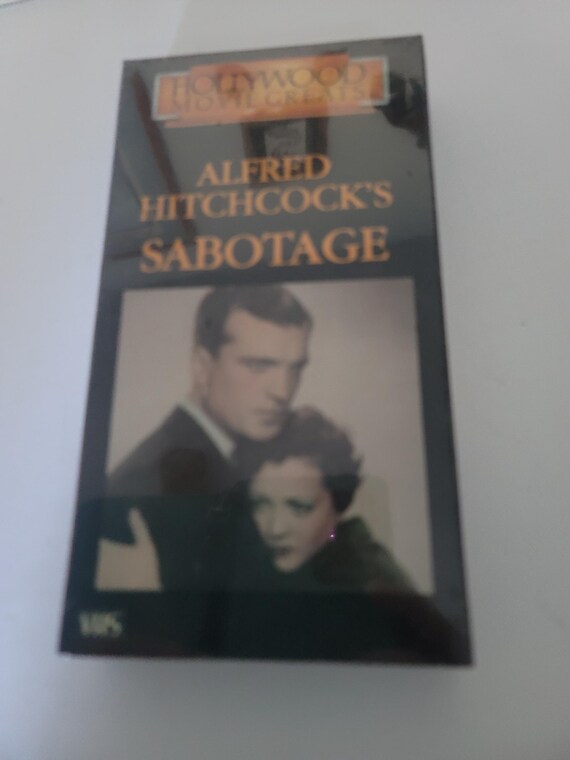 HOLLYWOOD
MOVIE GREATS
ALFRED
HITCHCOCK'S
SABOTAGE
VHS